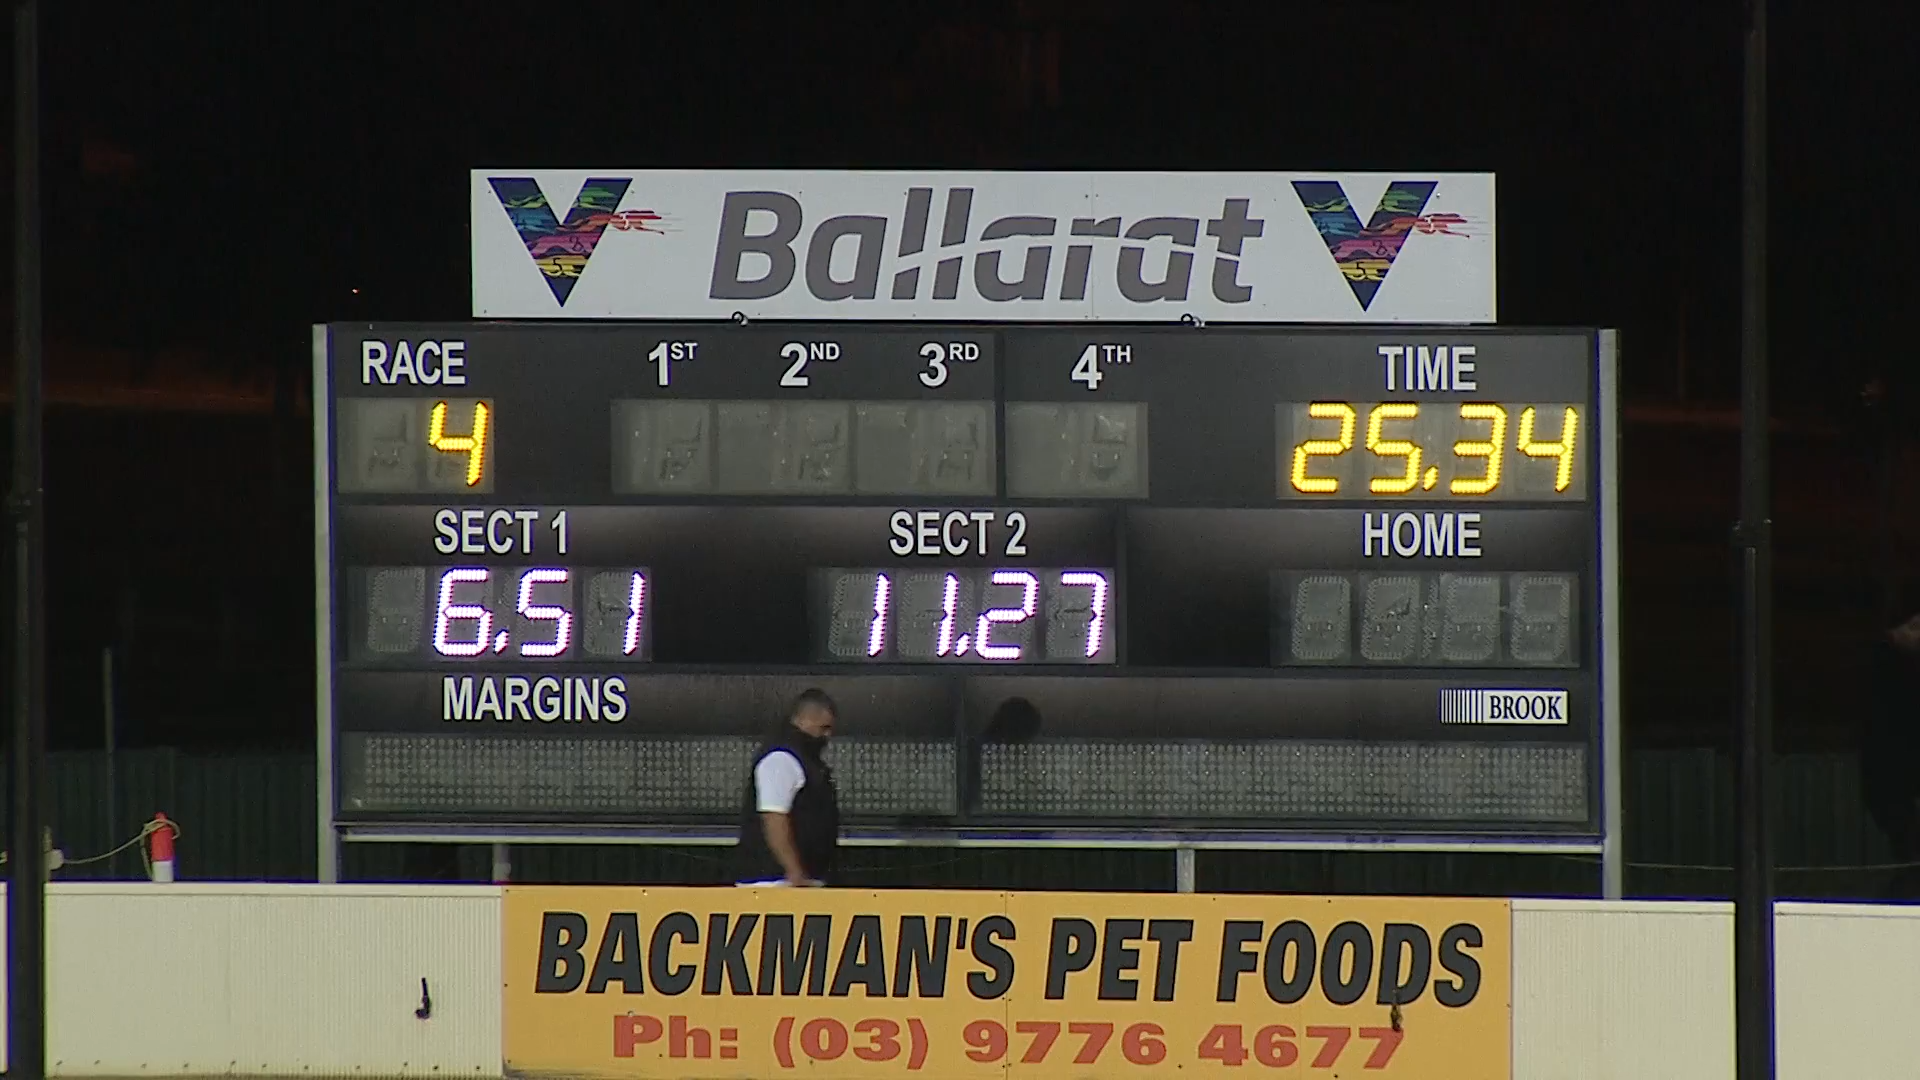 Ballarat
RACE 1ST 2ND 3RD 4TH TIME
4 25.34
SECT 1 SECT 2 HOME
6.51 11.27
MARGINS BROOK
BACKMAN'S PET FOODS
Ph: (03) 9776 4677